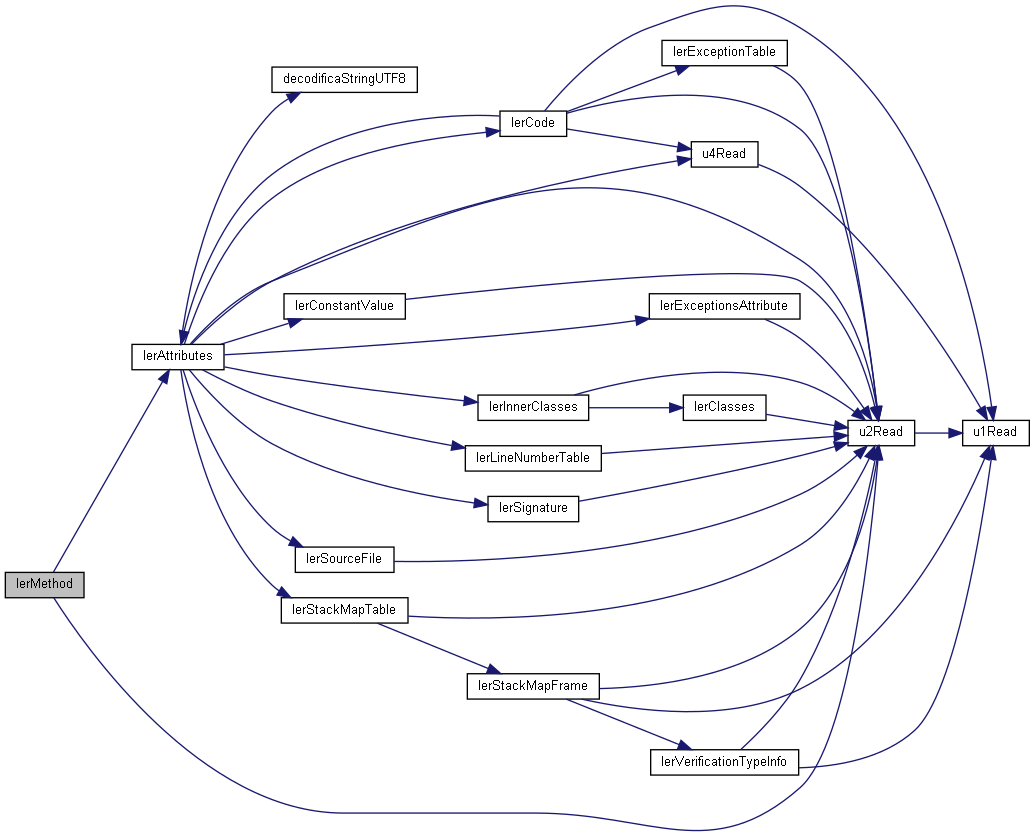 lerExceptionTable
decodificaStringUTF8
lerCode
u4Read
lerConstantValue
lerExceptionsAttribute
lerAttributes
lerInnerClasses
lerClasses
u2Read
u1Read
lerLineNumberTable
lerSignature
lerSourceFile
lerMethod
lerStackMapTable
lerStackMapFrame
lerVerificationTypeInfo